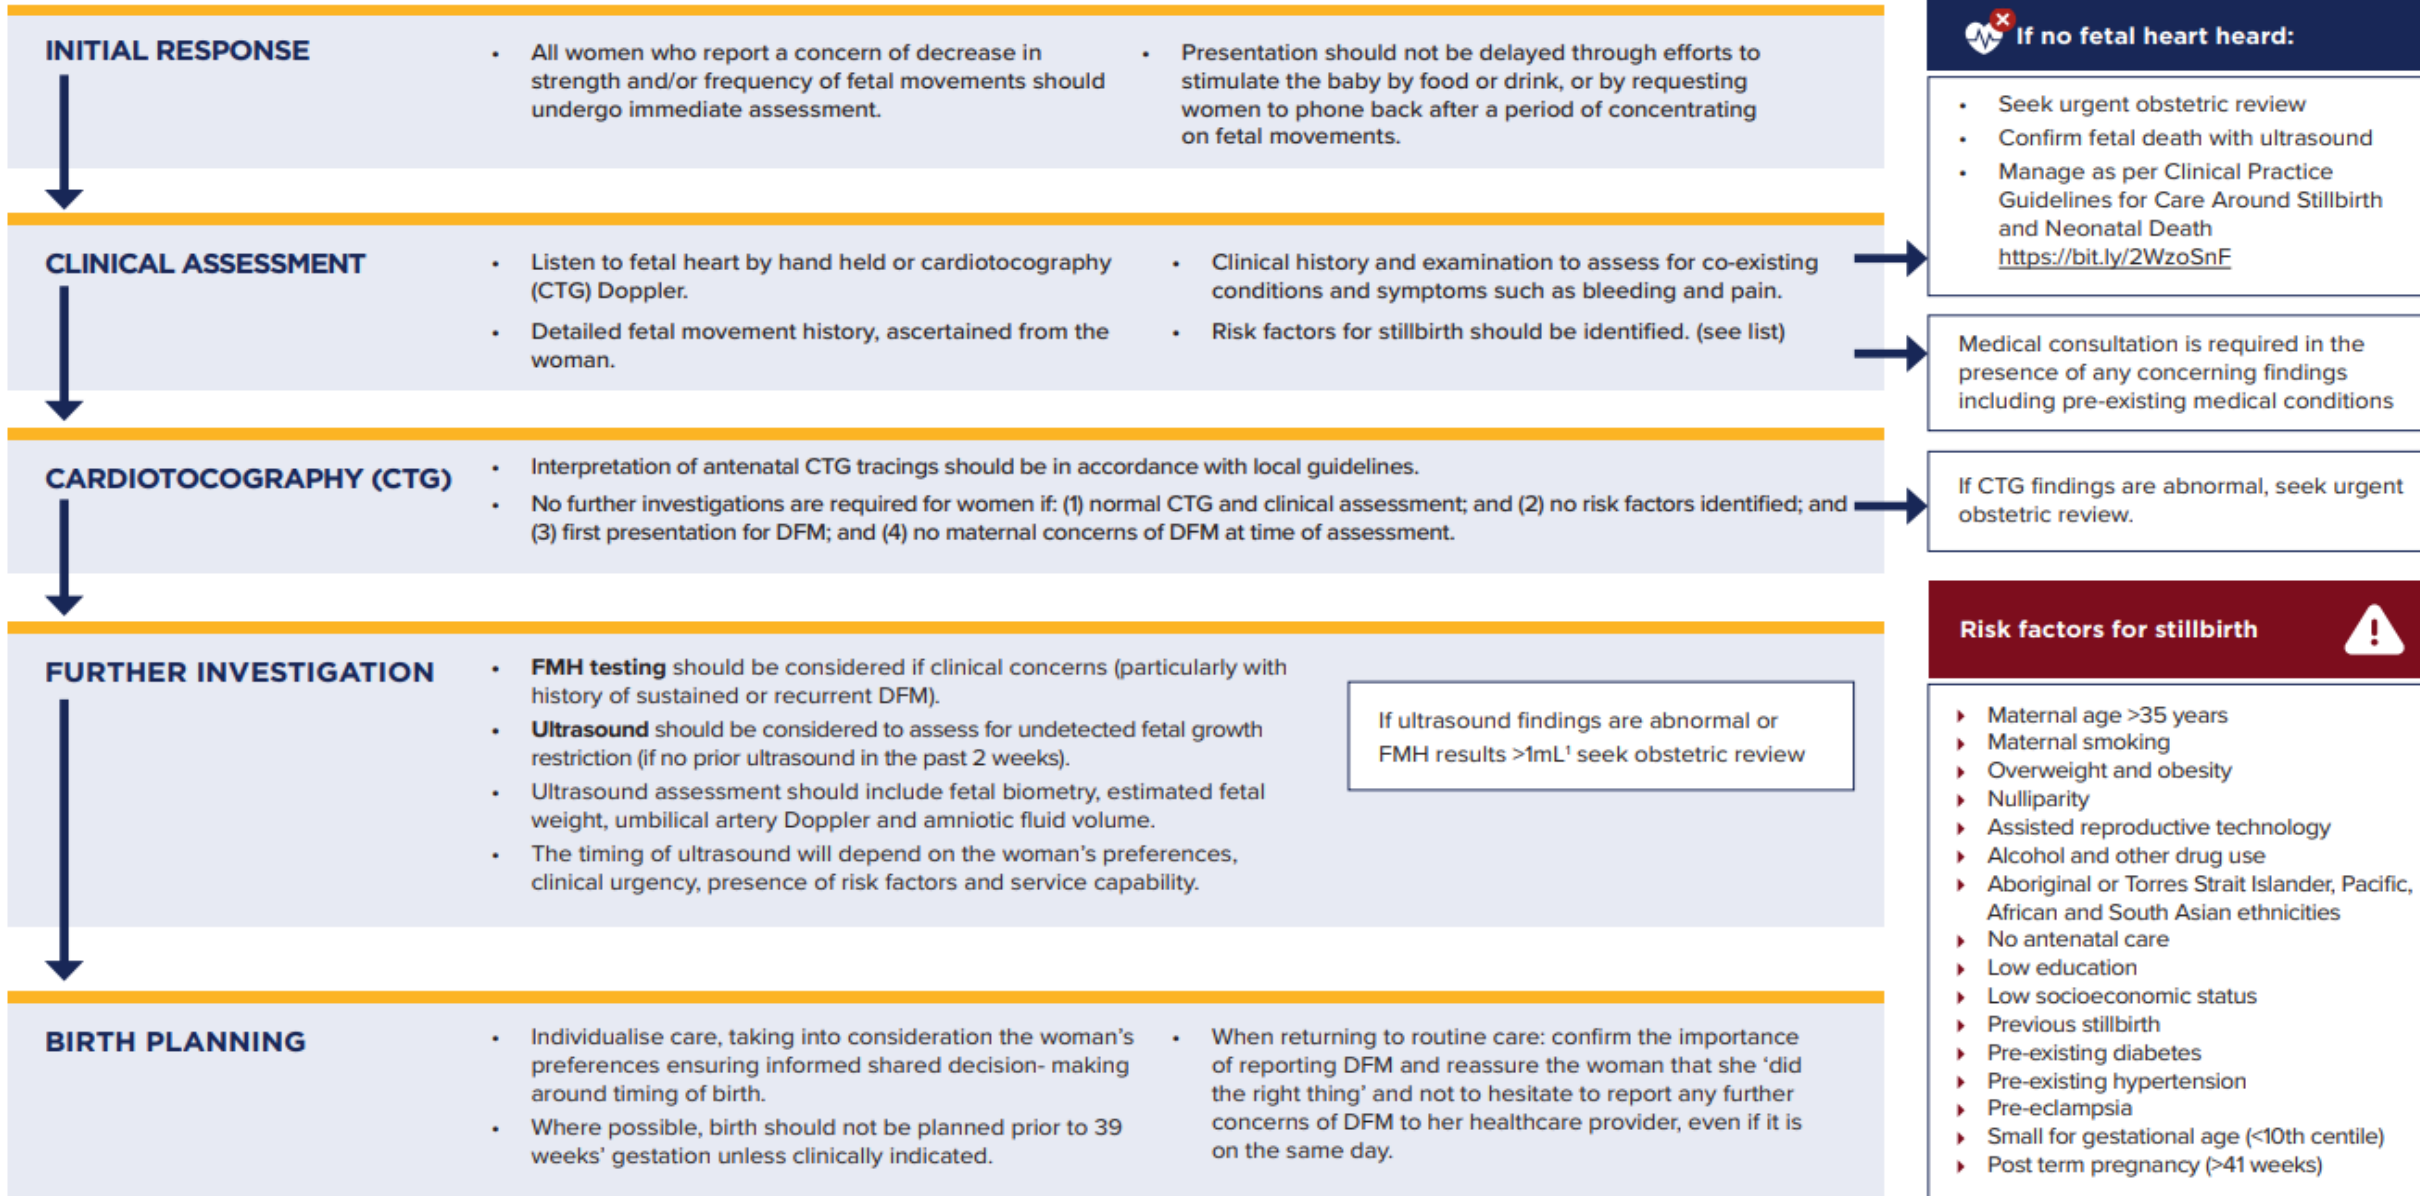 INITIAL RESPONSE
• All women who report a concern of decrease in
strength and/or frequency of fetal movements should
undergo immediate assessment.
• Presentation should not be delayed through efforts to
stimulate the baby by food or drink, or by requesting
women to phone back after a period of concentrating
on fetal movements.
CLINICAL ASSESSMENT
• Listen to fetal heart by hand held or cardiotocography
(CTG) Doppler.
• Detailed fetal movement history, ascertained from the
woman.
• Clinical history and examination to assess for co-existing
conditions and symptoms such as bleeding and pain.
• Risk factors for stillbirth should be identified. (see list)
CARDIOTOCOGRAPHY (CTG)
• Interpretation of antenatal CTG tracings should be in accordance with local guidelines.
• No further investigations are required for women if: (1) normal CTG and clinical assessment; and (2) no risk factors identified; and
(3) first presentation for DFM; and (4) no maternal concerns of DFM at time of assessment.
FURTHER INVESTIGATION
• FMH testing should be considered if clinical concerns (particularly with
history of sustained or recurrent DFM).
• Ultrasound should be considered to assess for undetected fetal growth
restriction (if no prior ultrasound in the past 2 weeks).
• Ultrasound assessment should include fetal biometry, estimated fetal
weight, umbilical artery Doppler and amniotic fluid volume.
• The timing of ultrasound will depend on the woman's preferences,
clinical urgency, presence of risk factors and service capability.
If ultrasound findings are abnormal or
FMH results >1mL¹ seek obstetric review
BIRTH PLANNING
• Individualise care, taking into consideration the woman's
preferences ensuring informed shared decision- making
around timing of birth.
• Where possible, birth should not be planned prior to 39
weeks' gestation unless clinically indicated.
• When returning to routine care: confirm the importance
of reporting DFM and reassure the woman that she 'did
the right thing' and not to hesitate to report any further
concerns of DFM to her healthcare provider, even if it is
on the same day.
If no fetal heart heard:
• Seek urgent obstetric review
• Confirm fetal death with ultrasound
• Manage as per Clinical Practice
Guidelines for Care Around Stillbirth
and Neonatal Death
https://bit.ly/2WzoSnF
Medical consultation is required in the
presence of any concerning findings
including pre-existing medical conditions
If CTG findings are abnormal, seek urgent
obstetric review.
Risk factors for stillbirth
Maternal age >35 years
Maternal smoking
Overweight and obesity
Nulliparity
Assisted reproductive technology
Alcohol and other drug use
Aboriginal or Torres Strait Islander, Pacific,
African and South Asian ethnicities
No antenatal care
Low education
Low socioeconomic status
Previous stillbirth
Pre-existing diabetes
Pre-existing hypertension
Pre-eclampsia
Small for gestational age (<10th centile)
Post term pregnancy (>41 weeks)